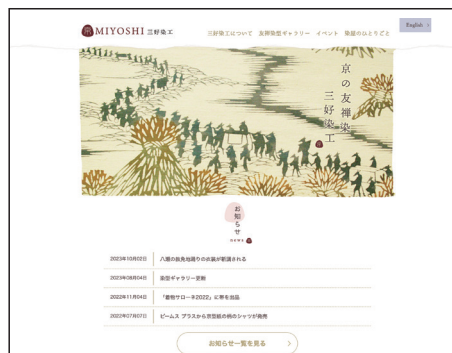 MIYOSHI 三好染工
三好染工について 友禅染型ギャラリー イベント 染屋のひとりごと
English
京の友禅染
三好染工
お知らせ
NEWS
2023年10月02日 八潮の投魚地踊りの衣装が新調される
2023年08月04日 染型ギャラリー更新
2022年11月04日 「着物サローネ2022」に帯を出品
2022年07月07日 ビームス プラスから京型紙の柄のシャツが発売
お知らせ一覧を見る